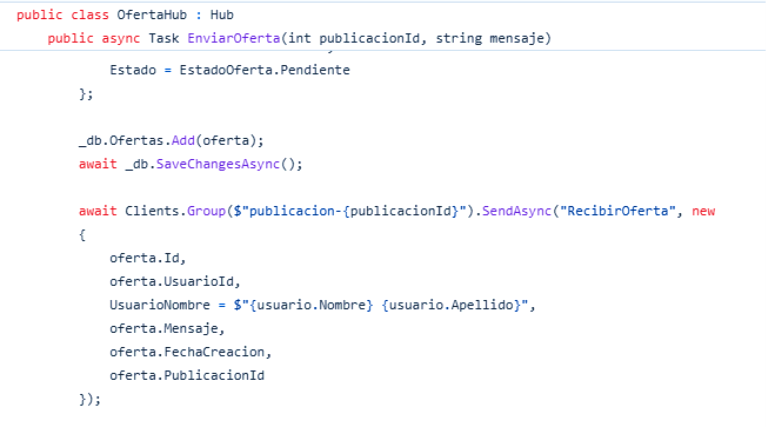 public class OfertaHub : Hub
public async Task EnviarOferta(int publicacionId, string mensaje)
Estado = EstadoOferta.Pendiente
};
_db.Ofertas.Add(oferta);
await _db.SaveChangesAsync();
await Clients.Group($"publicacion-{publicacionId}").SendAsync("RecibirOferta", new
{
oferta.Id,
oferta.UsuarioId,
UsuarioNombre = $"{usuario.Nombre} {usuario.Apellido}",
oferta.Mensaje,
oferta.FechaCreacion,
oferta.PublicacionId
});